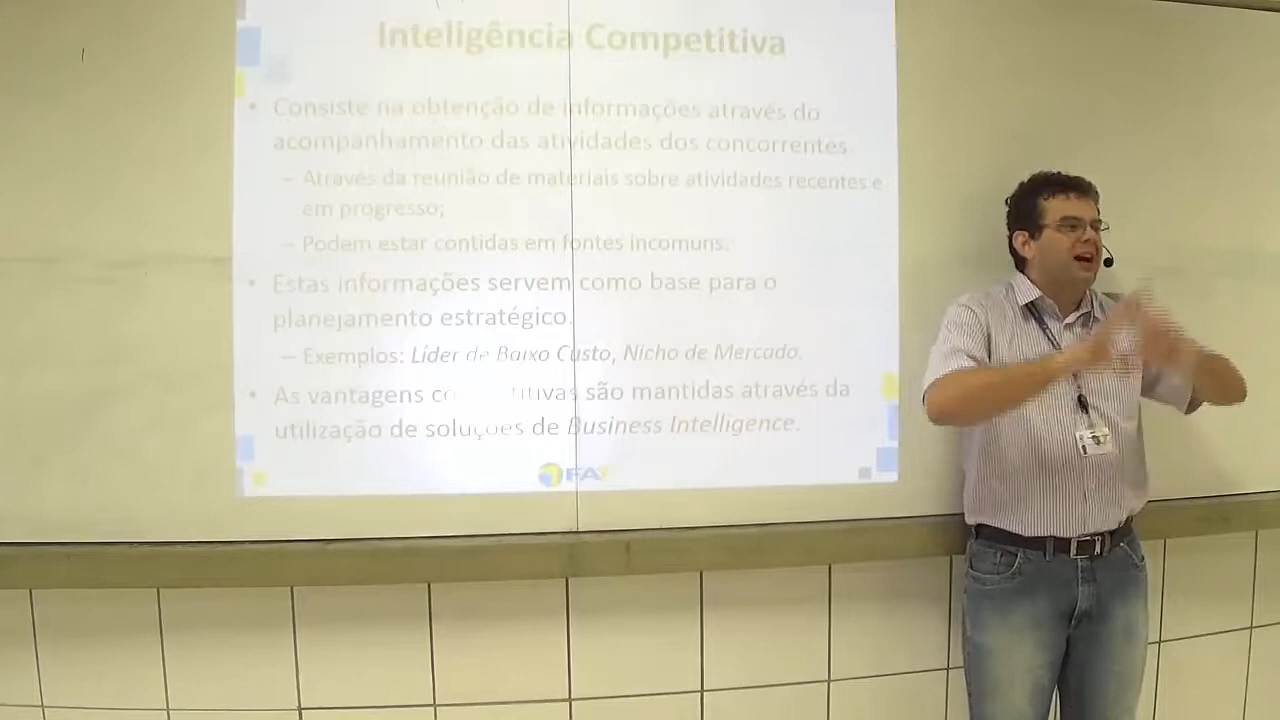 Inteligência Competitiva
• Consiste na obtenção de informações através do
acompanhamento das atividades dos concorrentes
– Através da reunião de materiais sobre atividades recentes e
em progresso;
– Podem estar contidas em fontes incomuns.
• Estas informações servem como base para o
planejamento estratégico.
– Exemplos: Líder de Baixo Custo, Nicho de Mercado.
• As vantagens são mantidas através da
utilização de soluções de Business Intelligence.